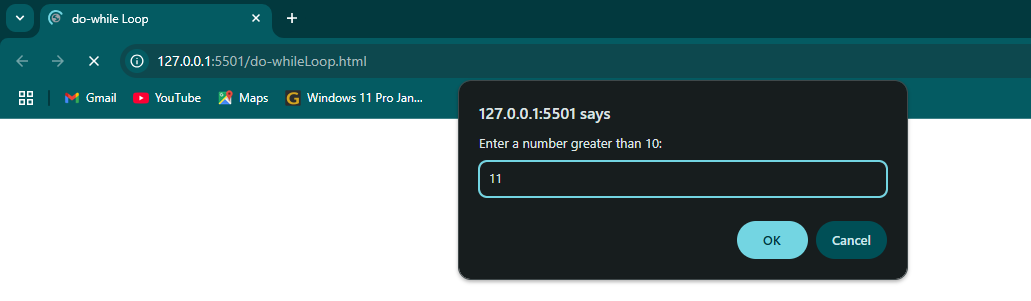 do-while Loop
127.0.0.1:5501/do-whileLoop.html
Gmail YouTube Maps Windows 11 Pro Jan...
127.0.0.1:5501 says
Enter a number greater than 10:
11
OK Cancel